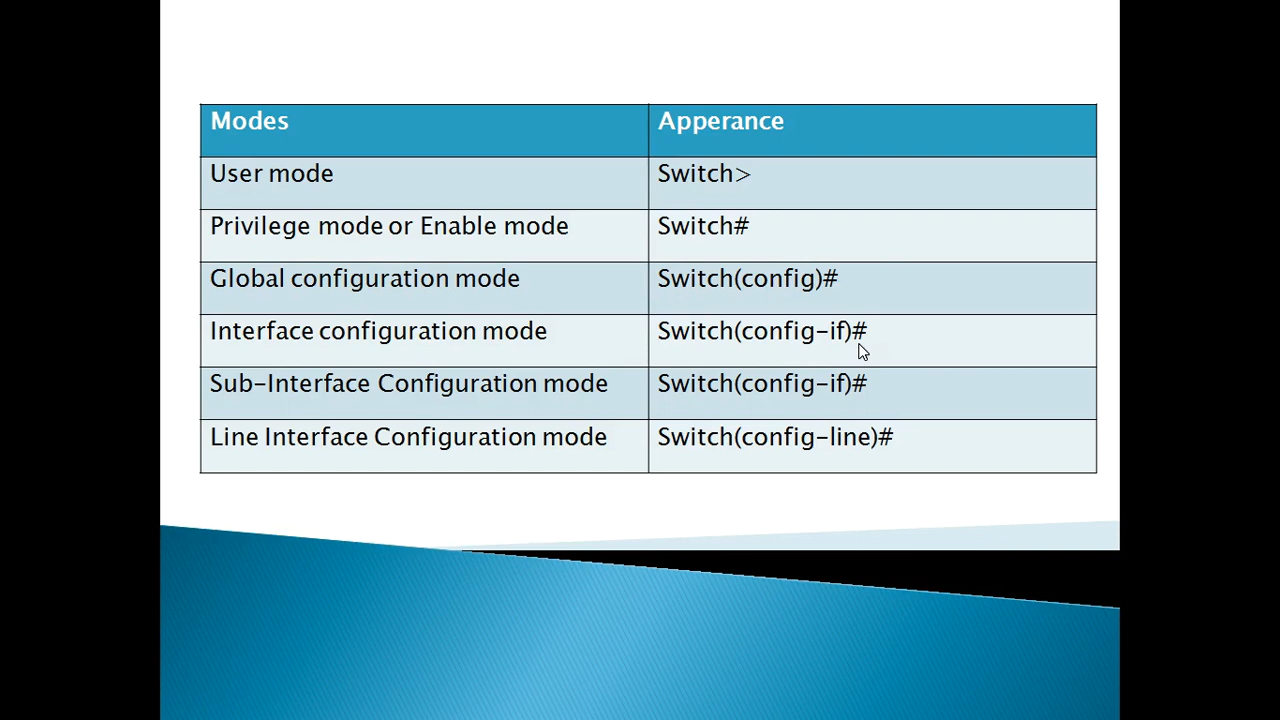 Modes Apperance
User mode Switch>
Privilege mode or Enable mode Switch#
Global configuration mode Switch(config)#
Interface configuration mode Switch(config-if)#
Sub-Interface Configuration mode Switch(config-if)#
Line Interface Configuration mode Switch(config-line)#